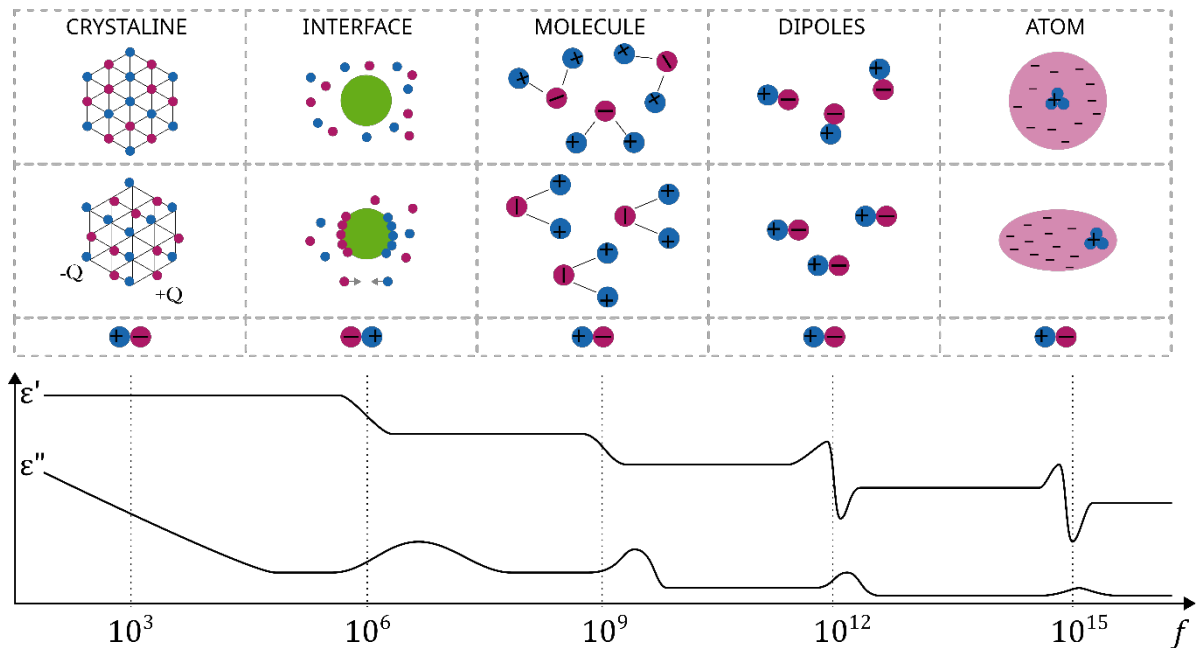 CRYSTALINE INTERFACE MOLECULE DIPOLES ATOM
-Q
+Q
ε'
ε"
10³ 10⁶ 10⁹ 10¹² 10¹⁵ f